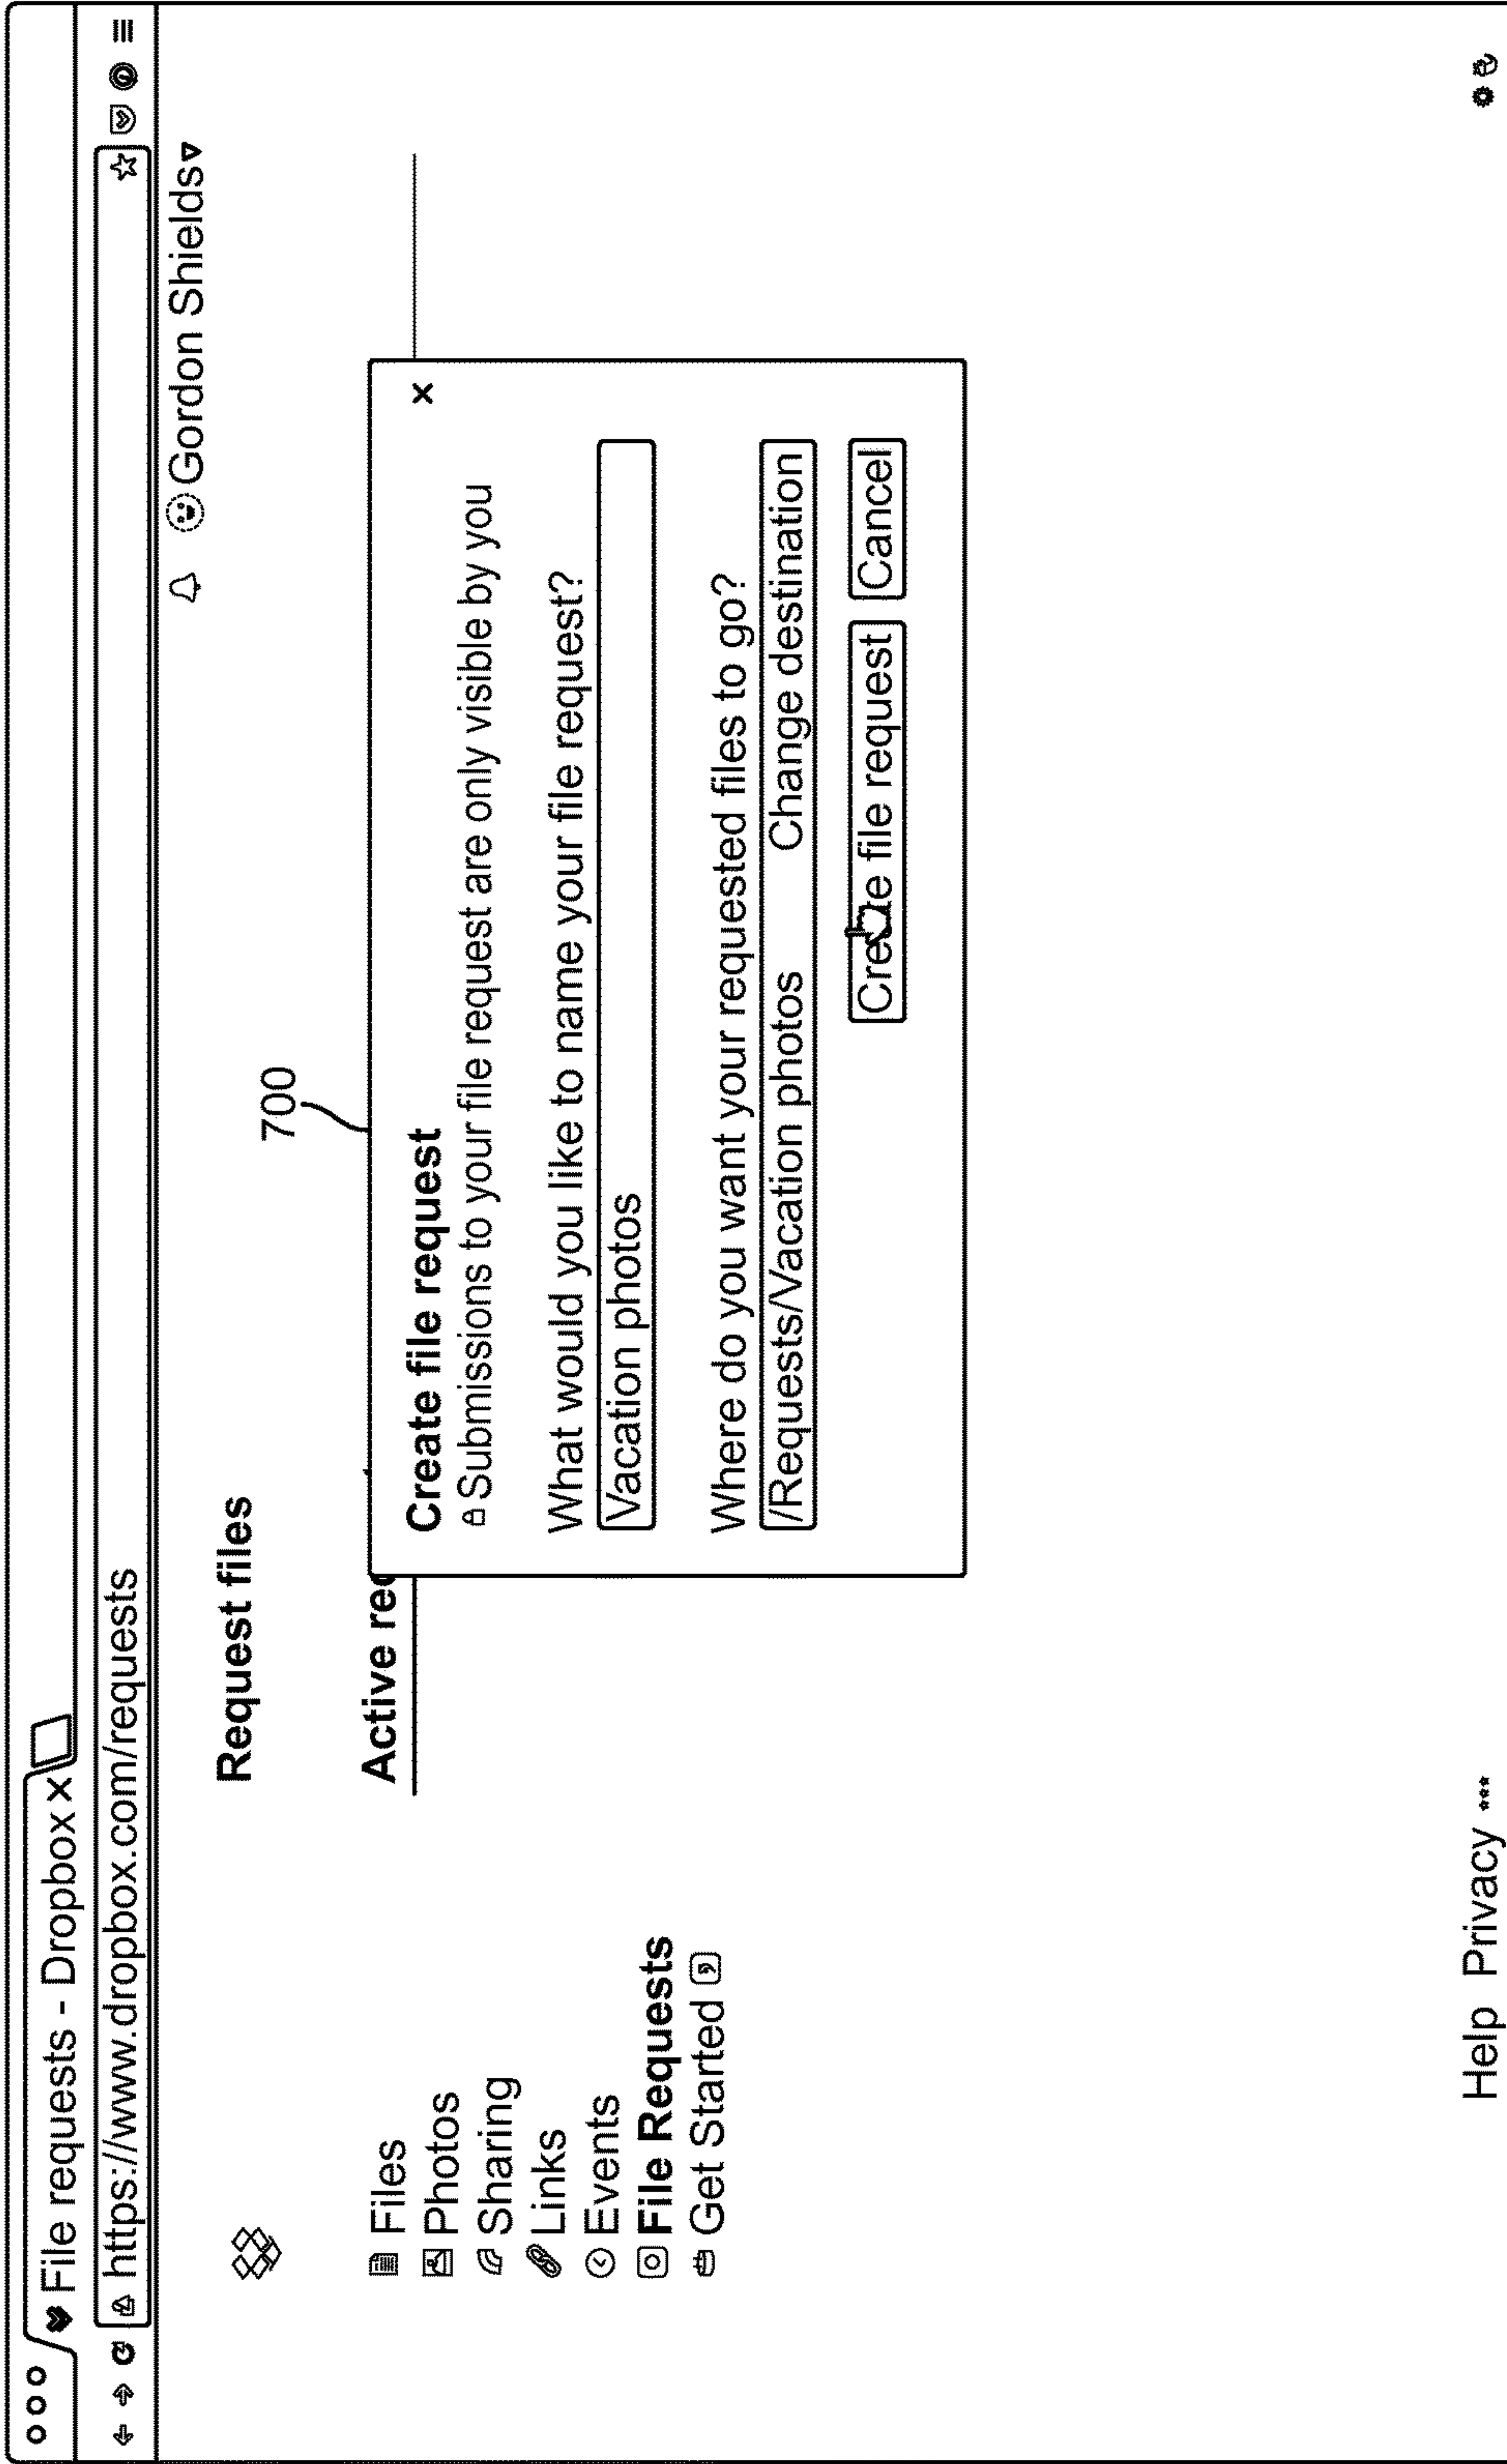 File requests - Dropbox
https://www.dropbox.com/requests
Gordon Shields
Request files
700
Active
Files
Photos
Sharing
Links
Events
File Requests
Get Started
Create file request
Submissions to your file request are only visible by you
What would you like to name your file request?
Vacation photos
Where do you want your requested files to go?
/Requests/Vacation photos Change destination
Create file request Cancel
Help Privacy